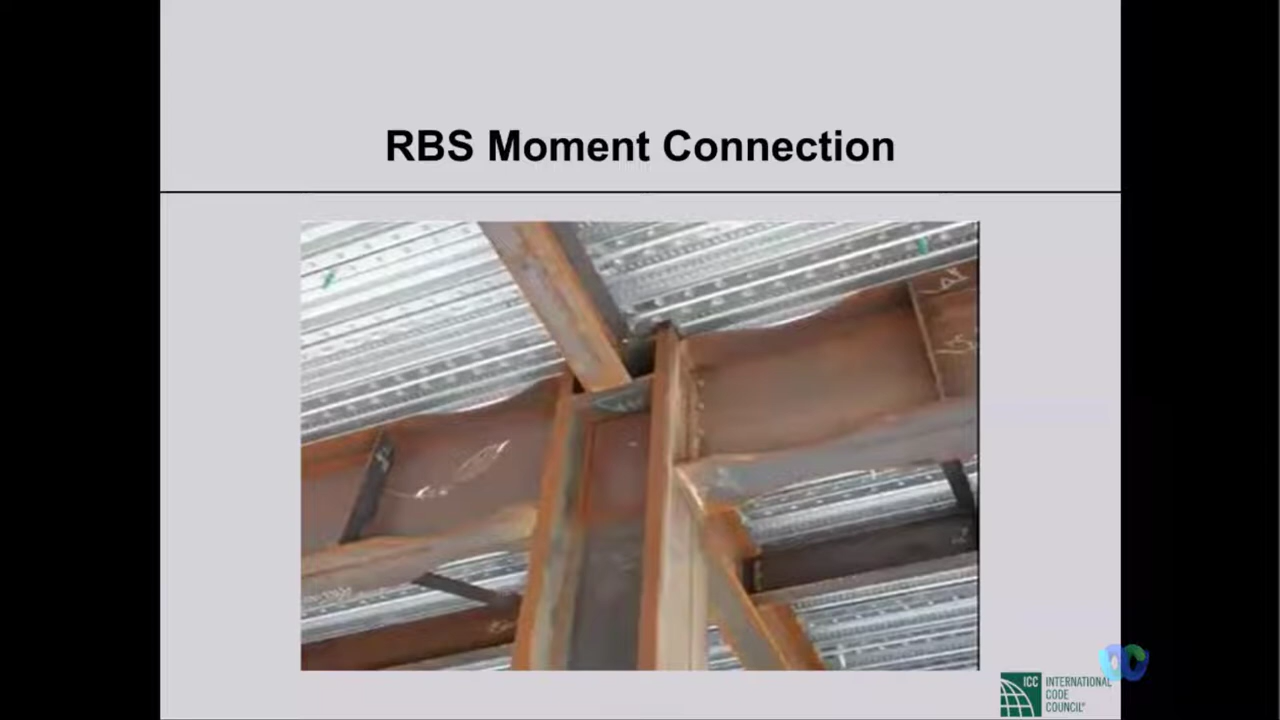 RBS Moment Connection
ICC
INTERNATIONAL
CODE
COUNCIL®